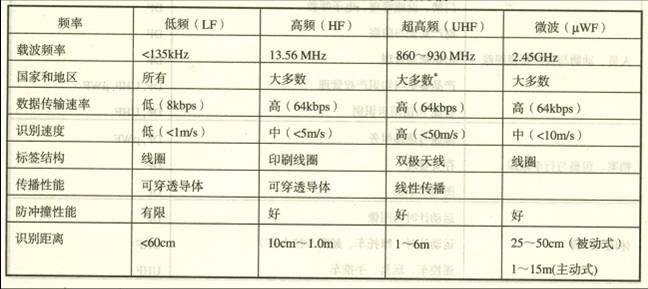 频率 低频（LF） 高频（HF） 超高频（UHF） 微波（μWF）
载波频率 <135kHz 13.56 MHz 860～930 MHz 2.45GHz
国家和地区 所有 大多数 大多数* 大多数
数据传输速率 低（8kbps） 高（64kbps） 高（64kbps） 高（64kbps）
识别速度 低（<1m/s） 中（<5m/s） 高（<50m/s） 中（<10m/s）
标签结构 线圈 印刷线圈 双极天线 线圈
传播性能 可穿透导体 可穿透导体 线性传播
防冲撞性能 有限 好 好 好
识别距离 <60cm 10cm～1.0m 1～6m 25～50cm（被动式）
1～15m(主动式)